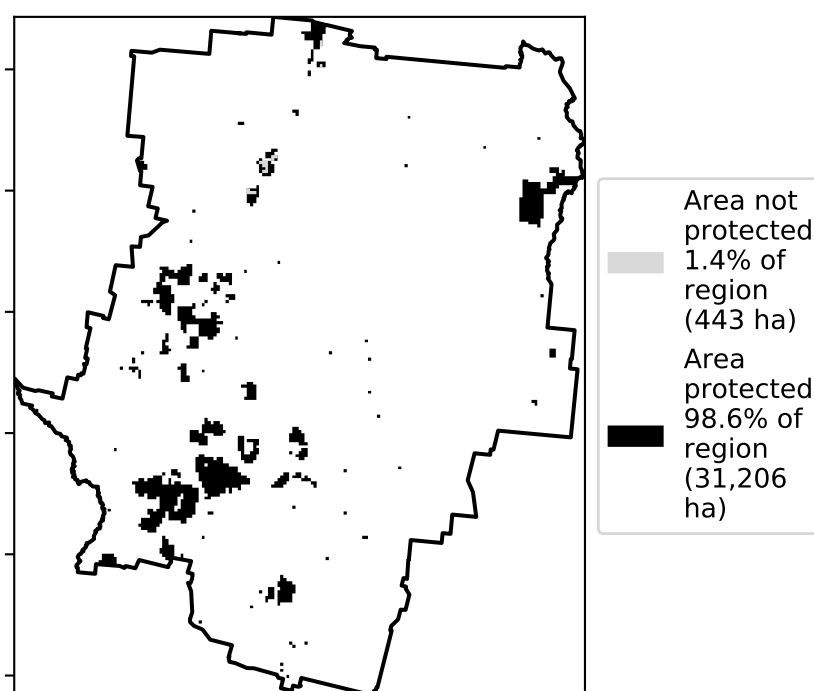 Area not
protected
1.4% of
region
(443 ha)
Area
protected
98.6% of
region
(31,206
ha)